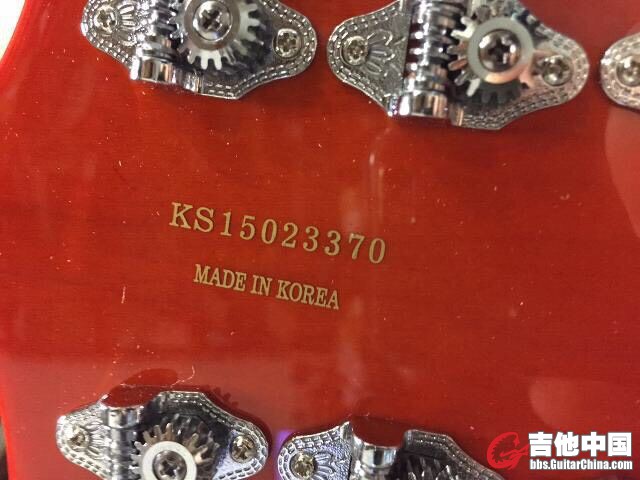 KS15023370
MADE IN KOREA
吉他中国
bbs.GuitarChina.com